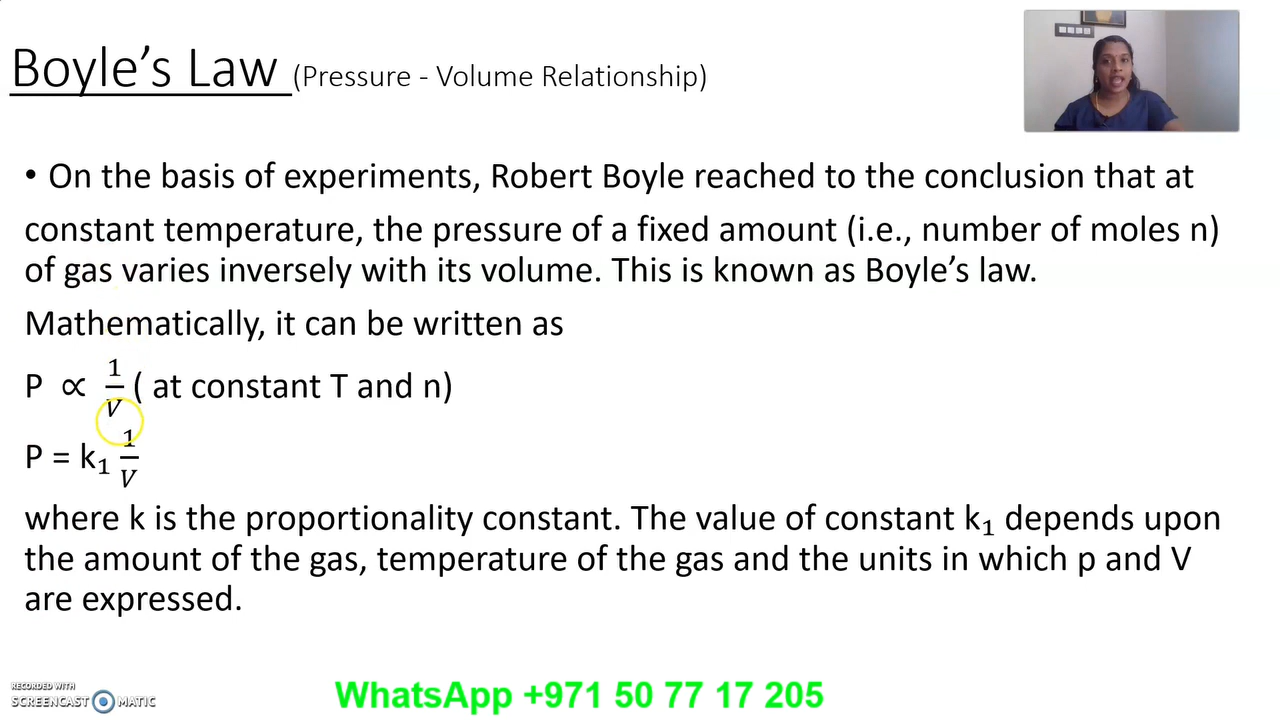 Boyle’s Law (Pressure - Volume Relationship)
• On the basis of experiments, Robert Boyle reached to the conclusion that at
constant temperature, the pressure of a fixed amount (i.e., number of moles n)
of gas varies inversely with its volume. This is known as Boyle’s law.
Mathematically, it can be written as
P ∝ 1/V ( at constant T and n)
P = k₁ 1/V
where k is the proportionality constant. The value of constant k₁ depends upon
the amount of the gas, temperature of the gas and the units in which p and V
are expressed.
RECORDED WITH
SCREENCAST MATIC
WhatsApp +971 50 77 17 205